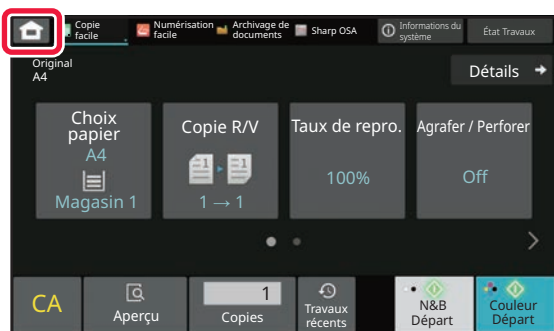 Copie
facile
Numérisation
facile
Archivage de
documents
Sharp OSA
Informations du
système
État Travaux
Original
A4
Détails
Choix
papier
A4
Magasin 1
Copie R/V
1 1
1 → 1
Taux de repro.
100%
Agrafer / Perforer
Off
CA
Aperçu
1
Copies
Travaux
récents
N&B
Départ
Couleur
Départ